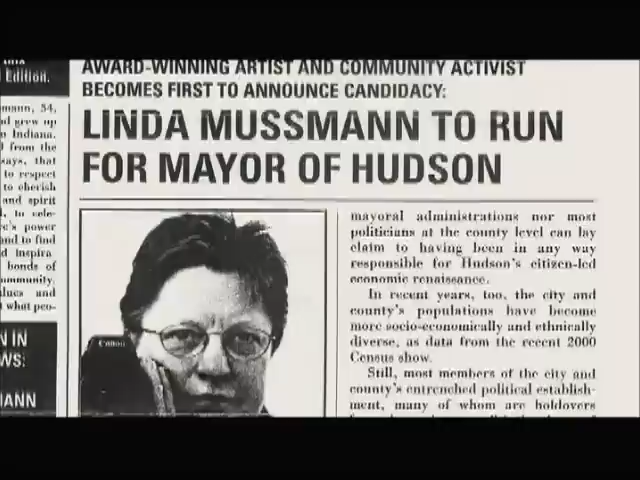 Edition.
AWARD-WINNING ARTIST AND COMMUNITY ACTIVIST
BECOMES FIRST TO ANNOUNCE CANDIDACY:
LINDA MUSSMANN TO RUN
FOR MAYOR OF HUDSON
mann, 54,
grew up
Indiana.
from the
says, that
to respect
to cherish
and spirit
power
and to find
bonds of
and
what peo-
IN
WS:
MANN
mayoral administrations nor most
politicians at the county level can lay
claim to having been in any way
responsible for Hudson's citizen-led
economic renaissance.
In recent years, too, the city and
county's populations have become
more socio-economically and ethnically
diverse, as data from the recent 2000
Census show.
Still, most members of the city and
county's entrenched political establish-
ment, many of whom are holdovers
Canon